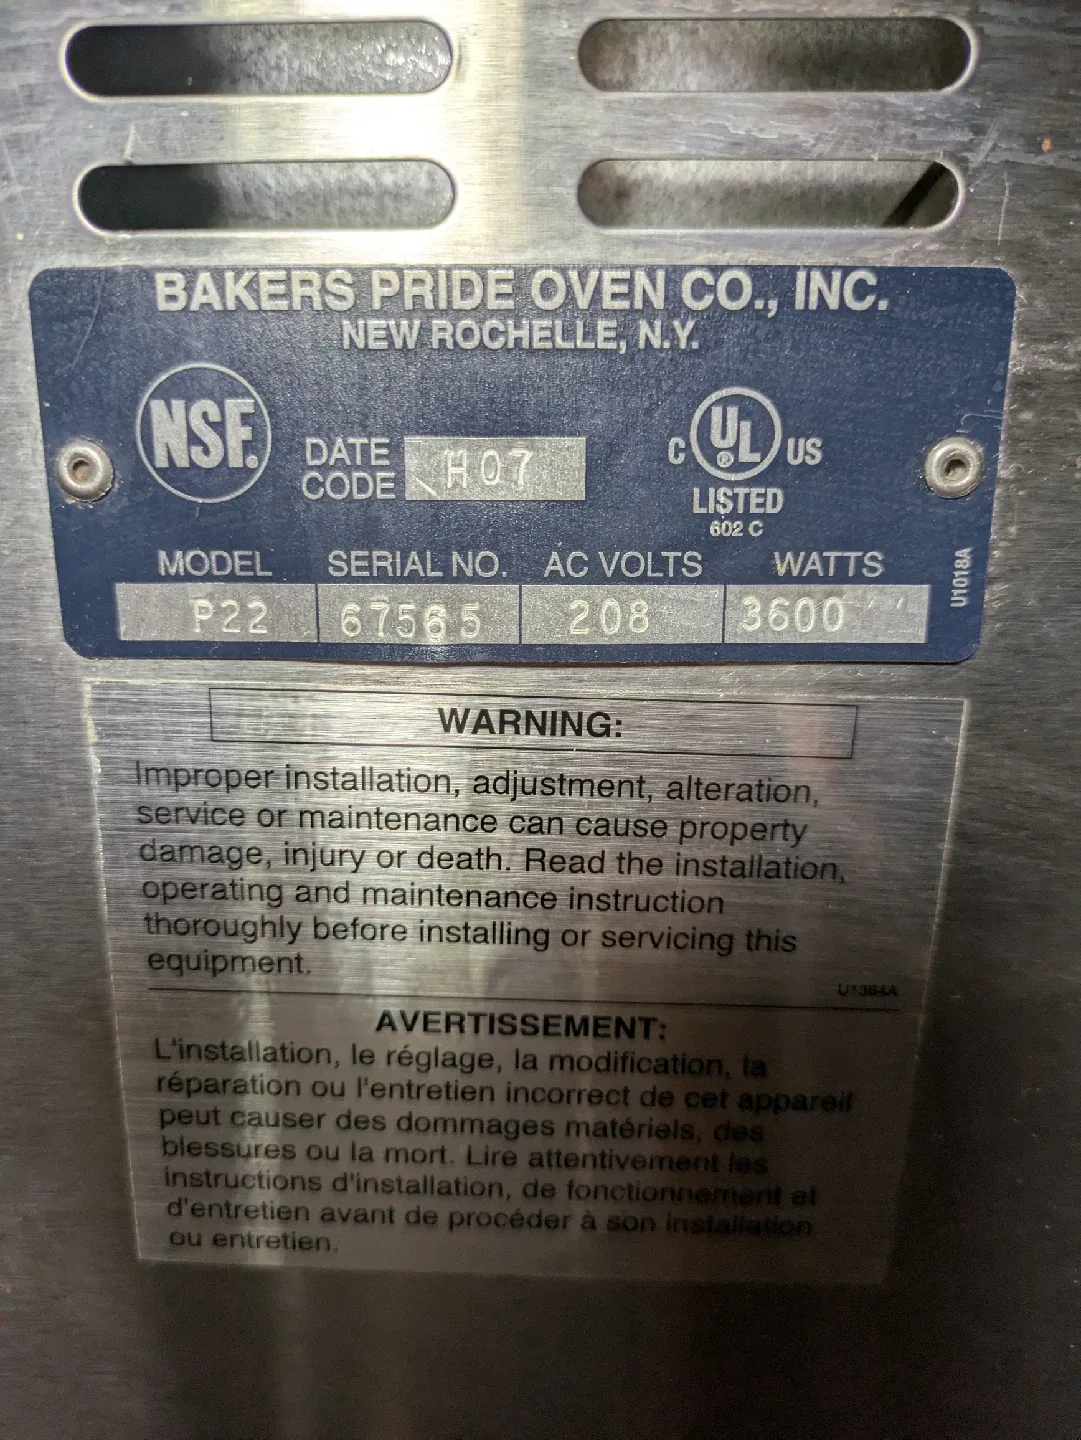 BAKERS PRIDE OVEN CO., INC.
NEW ROCHELLE, N.Y.
NSF.
DATE CODE H07
C UL® US
LISTED
602 C
MODEL SERIAL NO. AC VOLTS WATTS
P22 67565 208 3600
U1018A
WARNING:
Improper installation, adjustment, alteration,
service or maintenance can cause property
damage, injury or death. Read the installation,
operating and maintenance instruction
thoroughly before installing or servicing this
equipment.
U1364A
AVERTISSEMENT:
L'installation, le réglage, la modification, la
réparation ou l'entretien incorrect de cet appareil
peut causer des dommages matériels, des
blessures ou la mort. Lire attentivement les
instructions d'installation, de fonctionnement et
d'entretien avant de procéder à son installation
ou entretien.